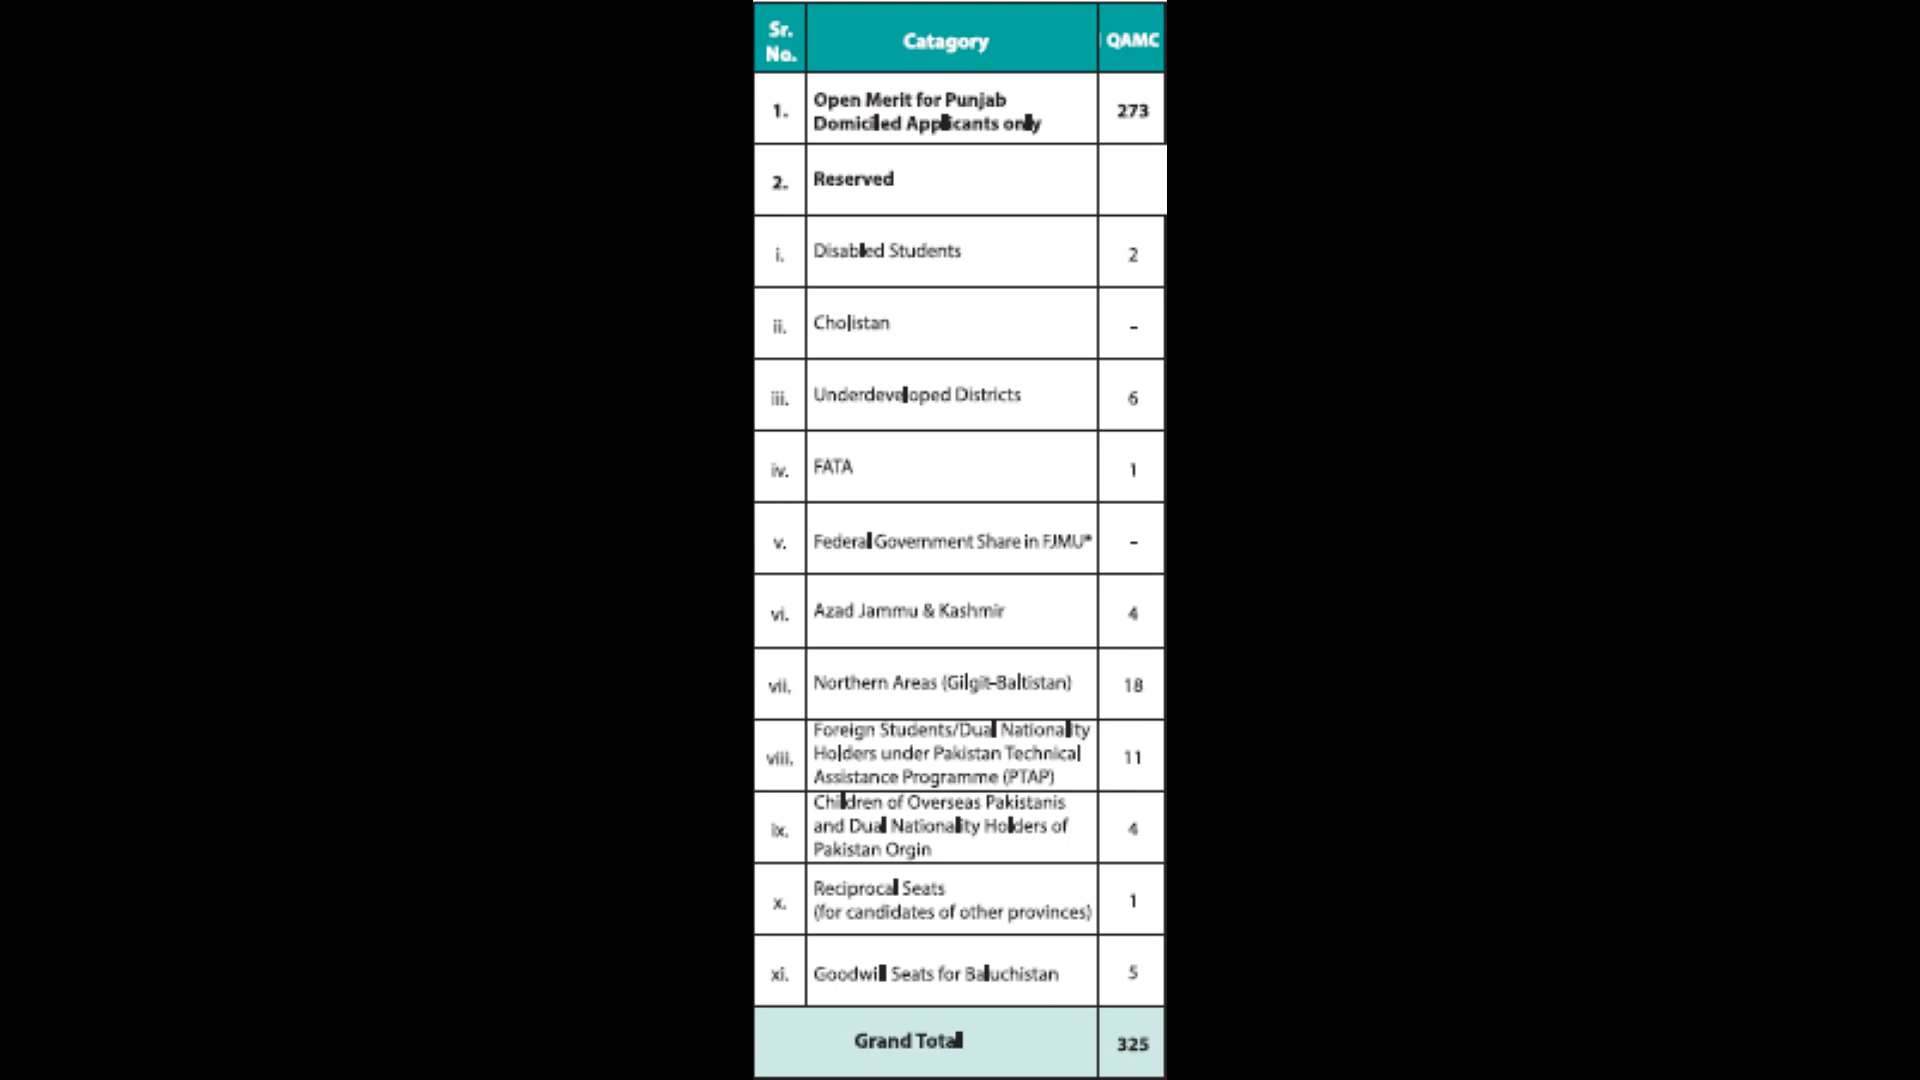 Sr. No. Catagory QAMC
1. Open Merit for Punjab Domiciled Applicants only 273
2. Reserved
i. Disabled Students 2
ii. Cholistan -
iii. Underdeveloped Districts 6
iv. FATA 1
v. Federal Government Share in FJMU* -
vi. Azad Jammu & Kashmir 4
vii. Northern Areas (Gilgit-Baltistan) 18
viii. Foreign Students/Dual Nationality Holders under Pakistan Technical Assistance Programme (PTAP) 11
ix. Children of Overseas Pakistanis and Dual Nationality Holders of Pakistan Orgin 4
x. Reciprocal Seats (for candidates of other provinces) 1
xi. Goodwill Seats for Baluchistan 5
Grand Total 325